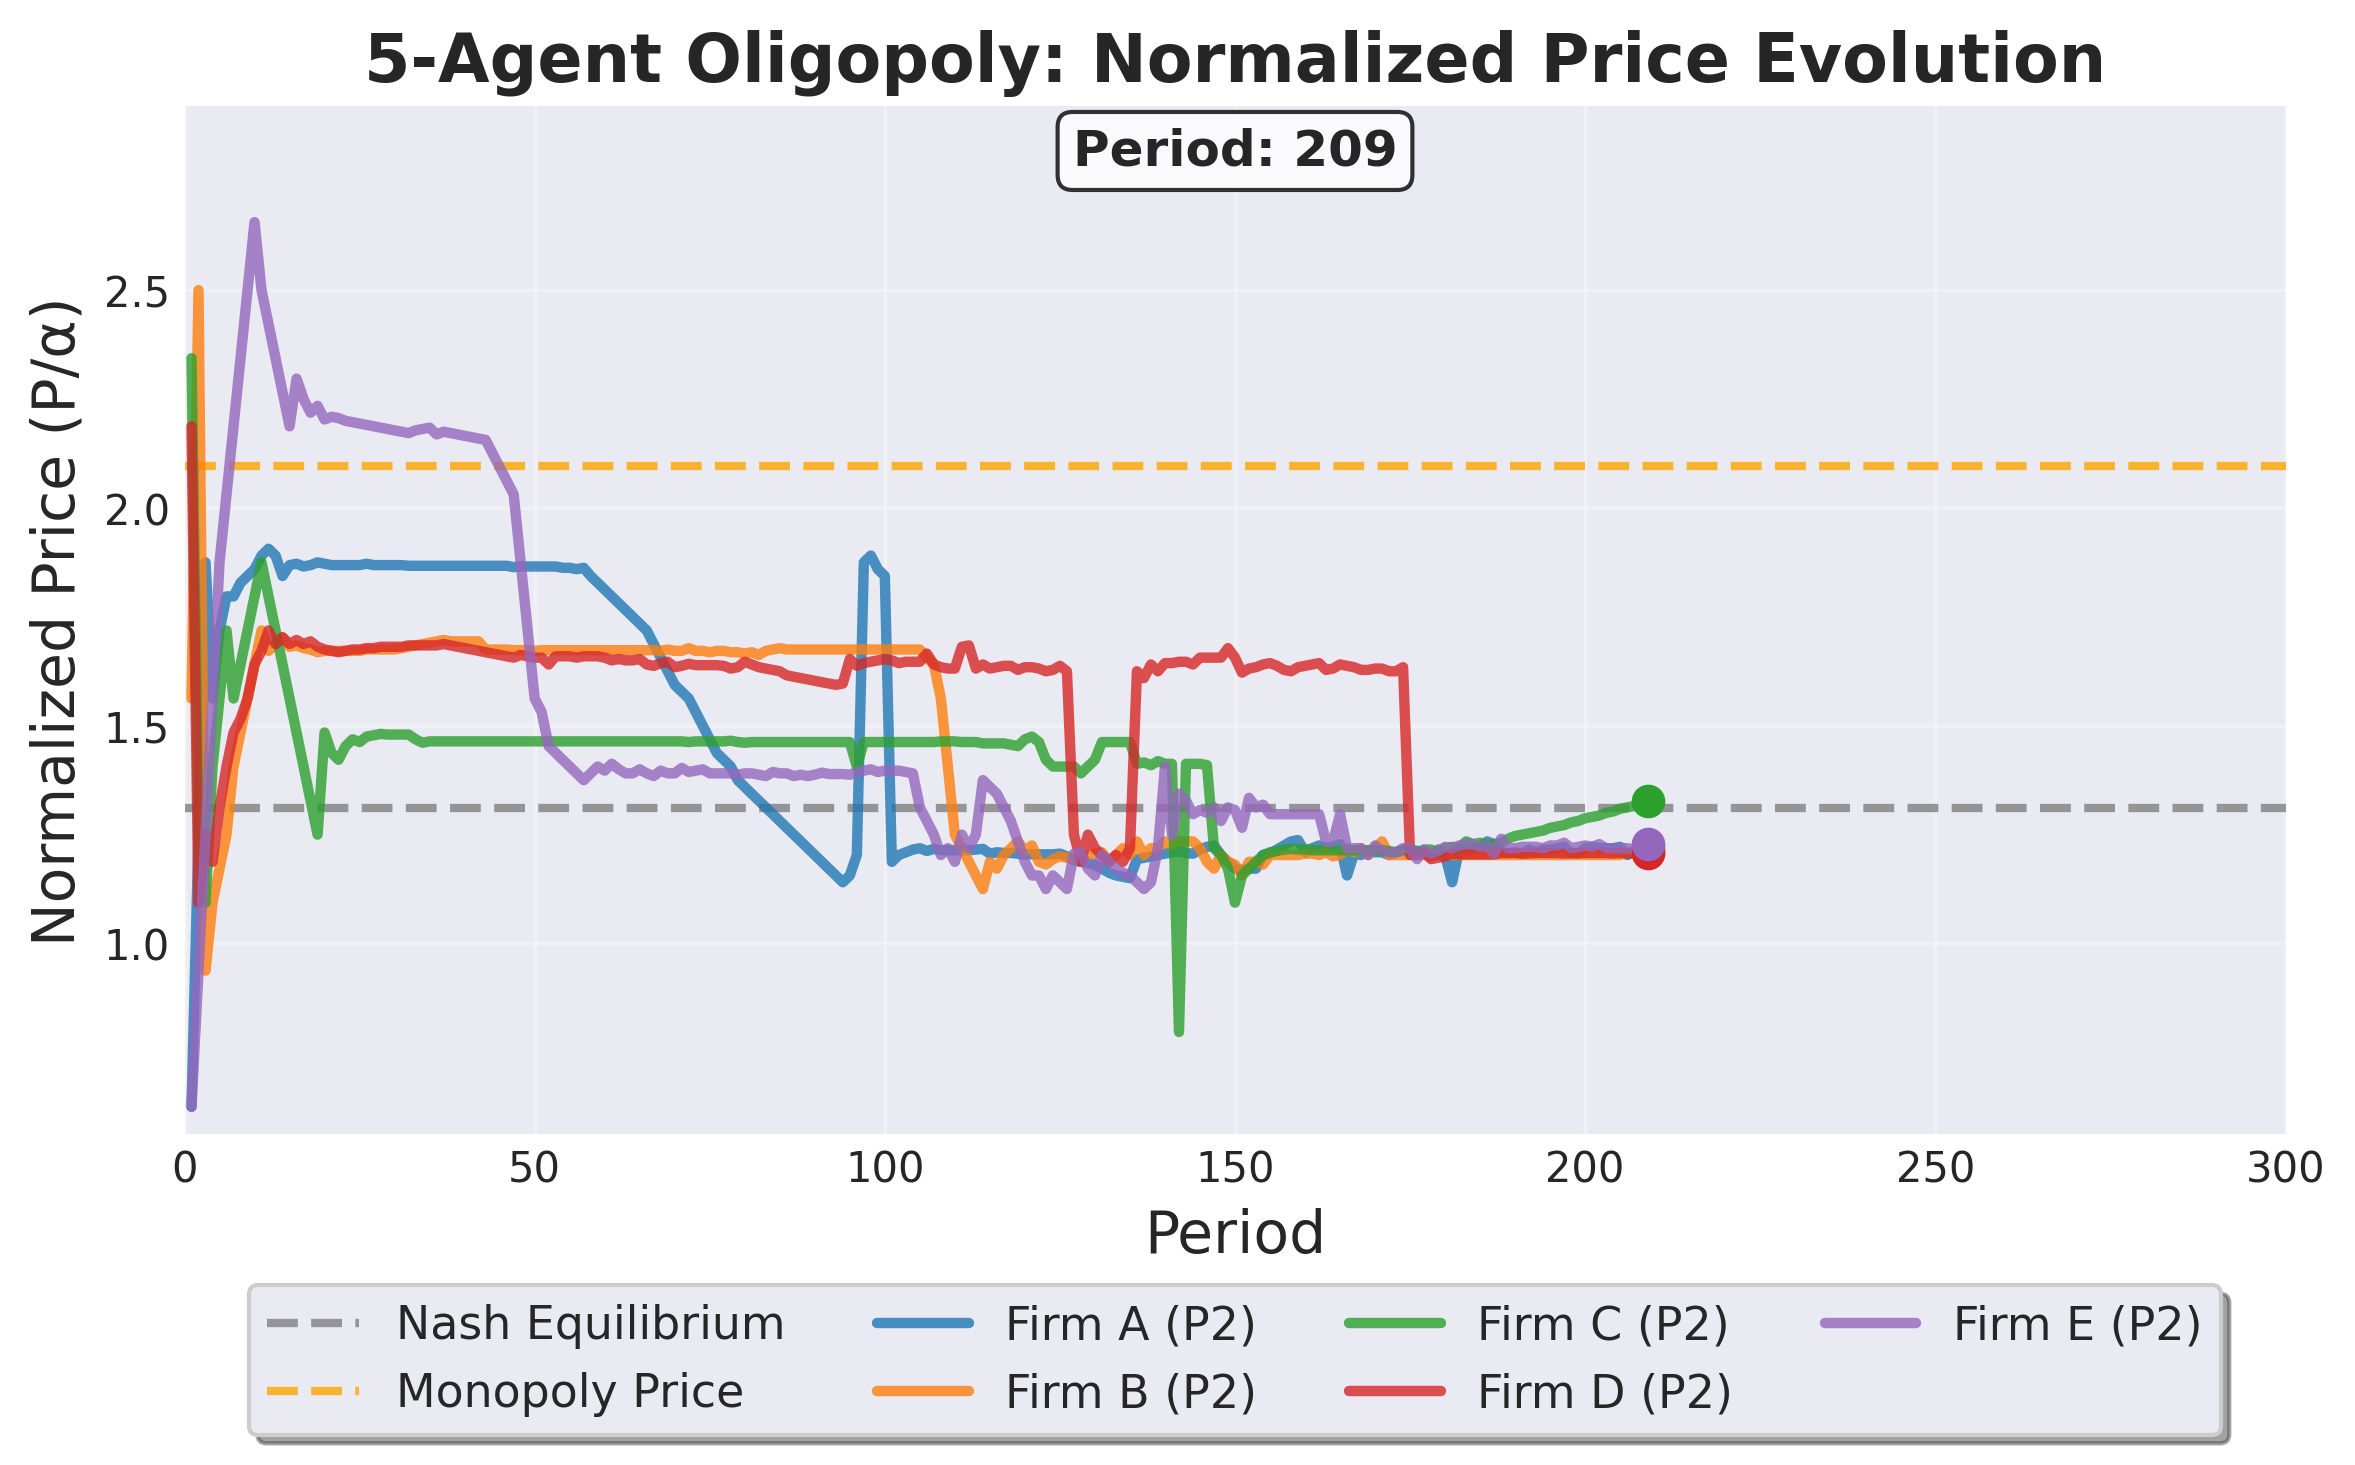 5-Agent Oligopoly: Normalized Price Evolution
Period: 209
Normalized Price (P/α)
2.5
2.0
1.5
1.0
0 50 100 150 200 250 300
Period
Nash Equilibrium Firm A (P2) Firm C (P2) Firm E (P2)
Monopoly Price Firm B (P2) Firm D (P2)